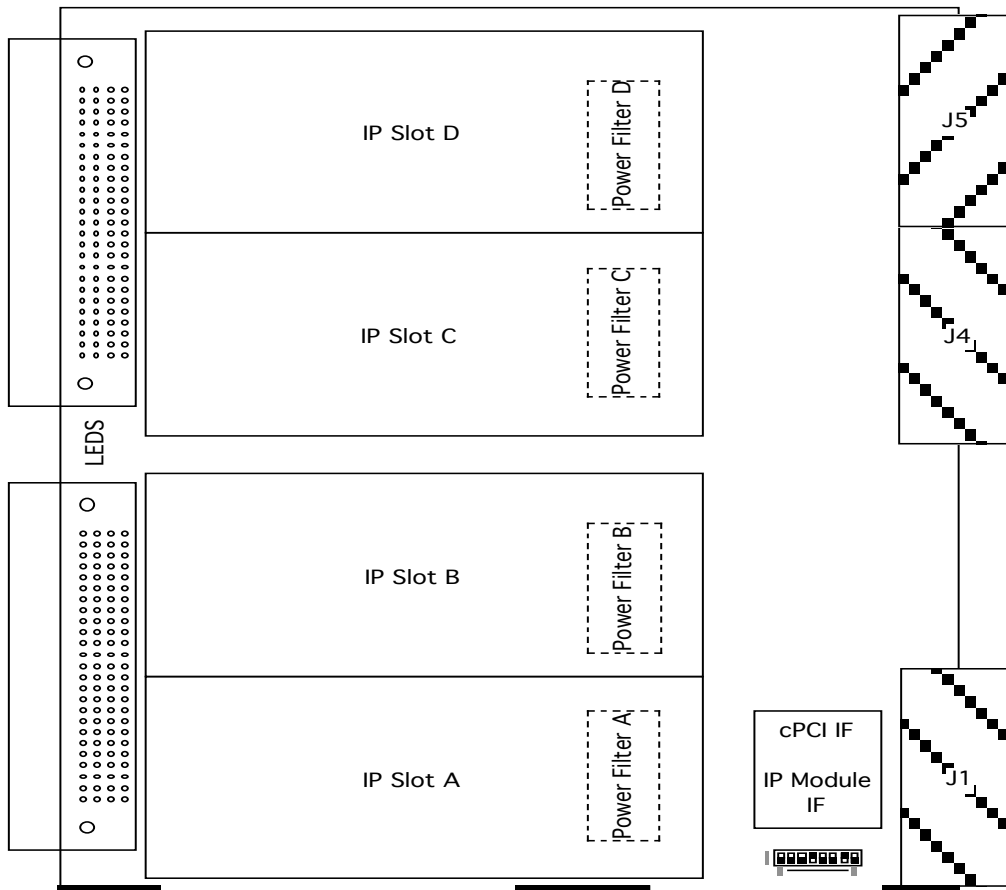 IP Slot D
Power Filter D
J5
IP Slot C
Power Filter C
J4
LEDS
IP Slot B
Power Filter B
IP Slot A
Power Filter A
cPCI IF
IP Module
IF
J1